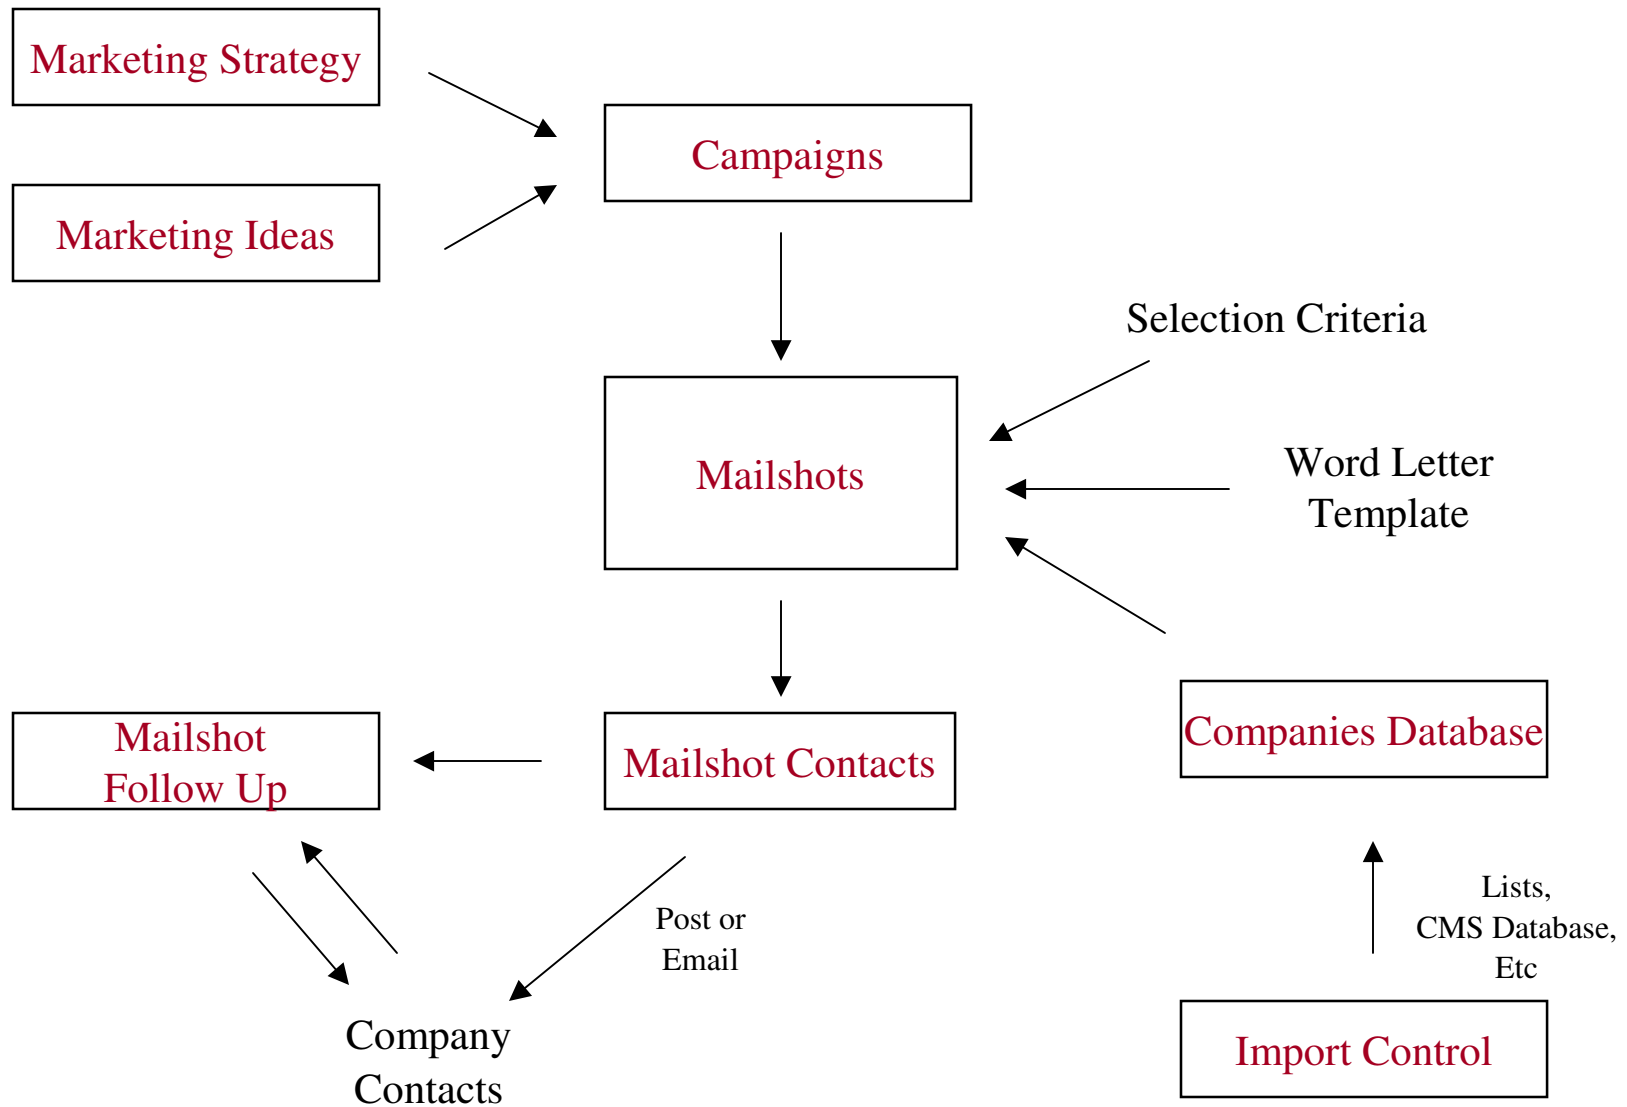 Marketing Strategy
Campaigns
Marketing Ideas
Selection Criteria
Mailshots
Word Letter
Template
Mailshot
Follow Up
Mailshot Contacts
Companies Database
Post or
Email
Lists,
CMS Database,
Etc
Company
Contacts
Import Control